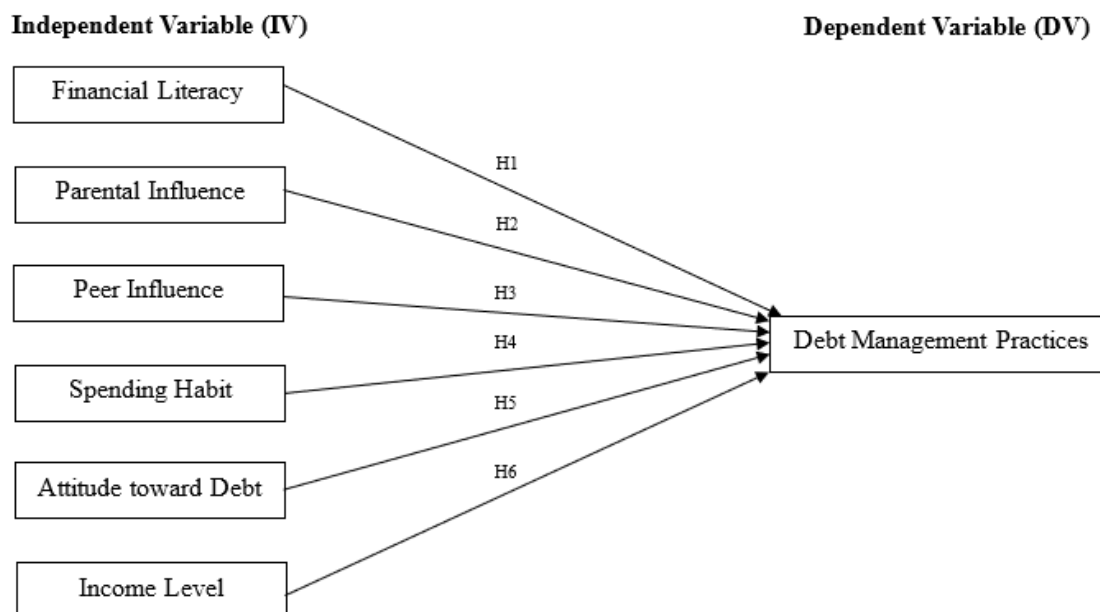 Independent Variable (IV)
Dependent Variable (DV)
Financial Literacy
H1
Parental Influence
H2
Peer Influence
H3
Debt Management Practices
H4
Spending Habit
H5
Attitude toward Debt
H6
Income Level